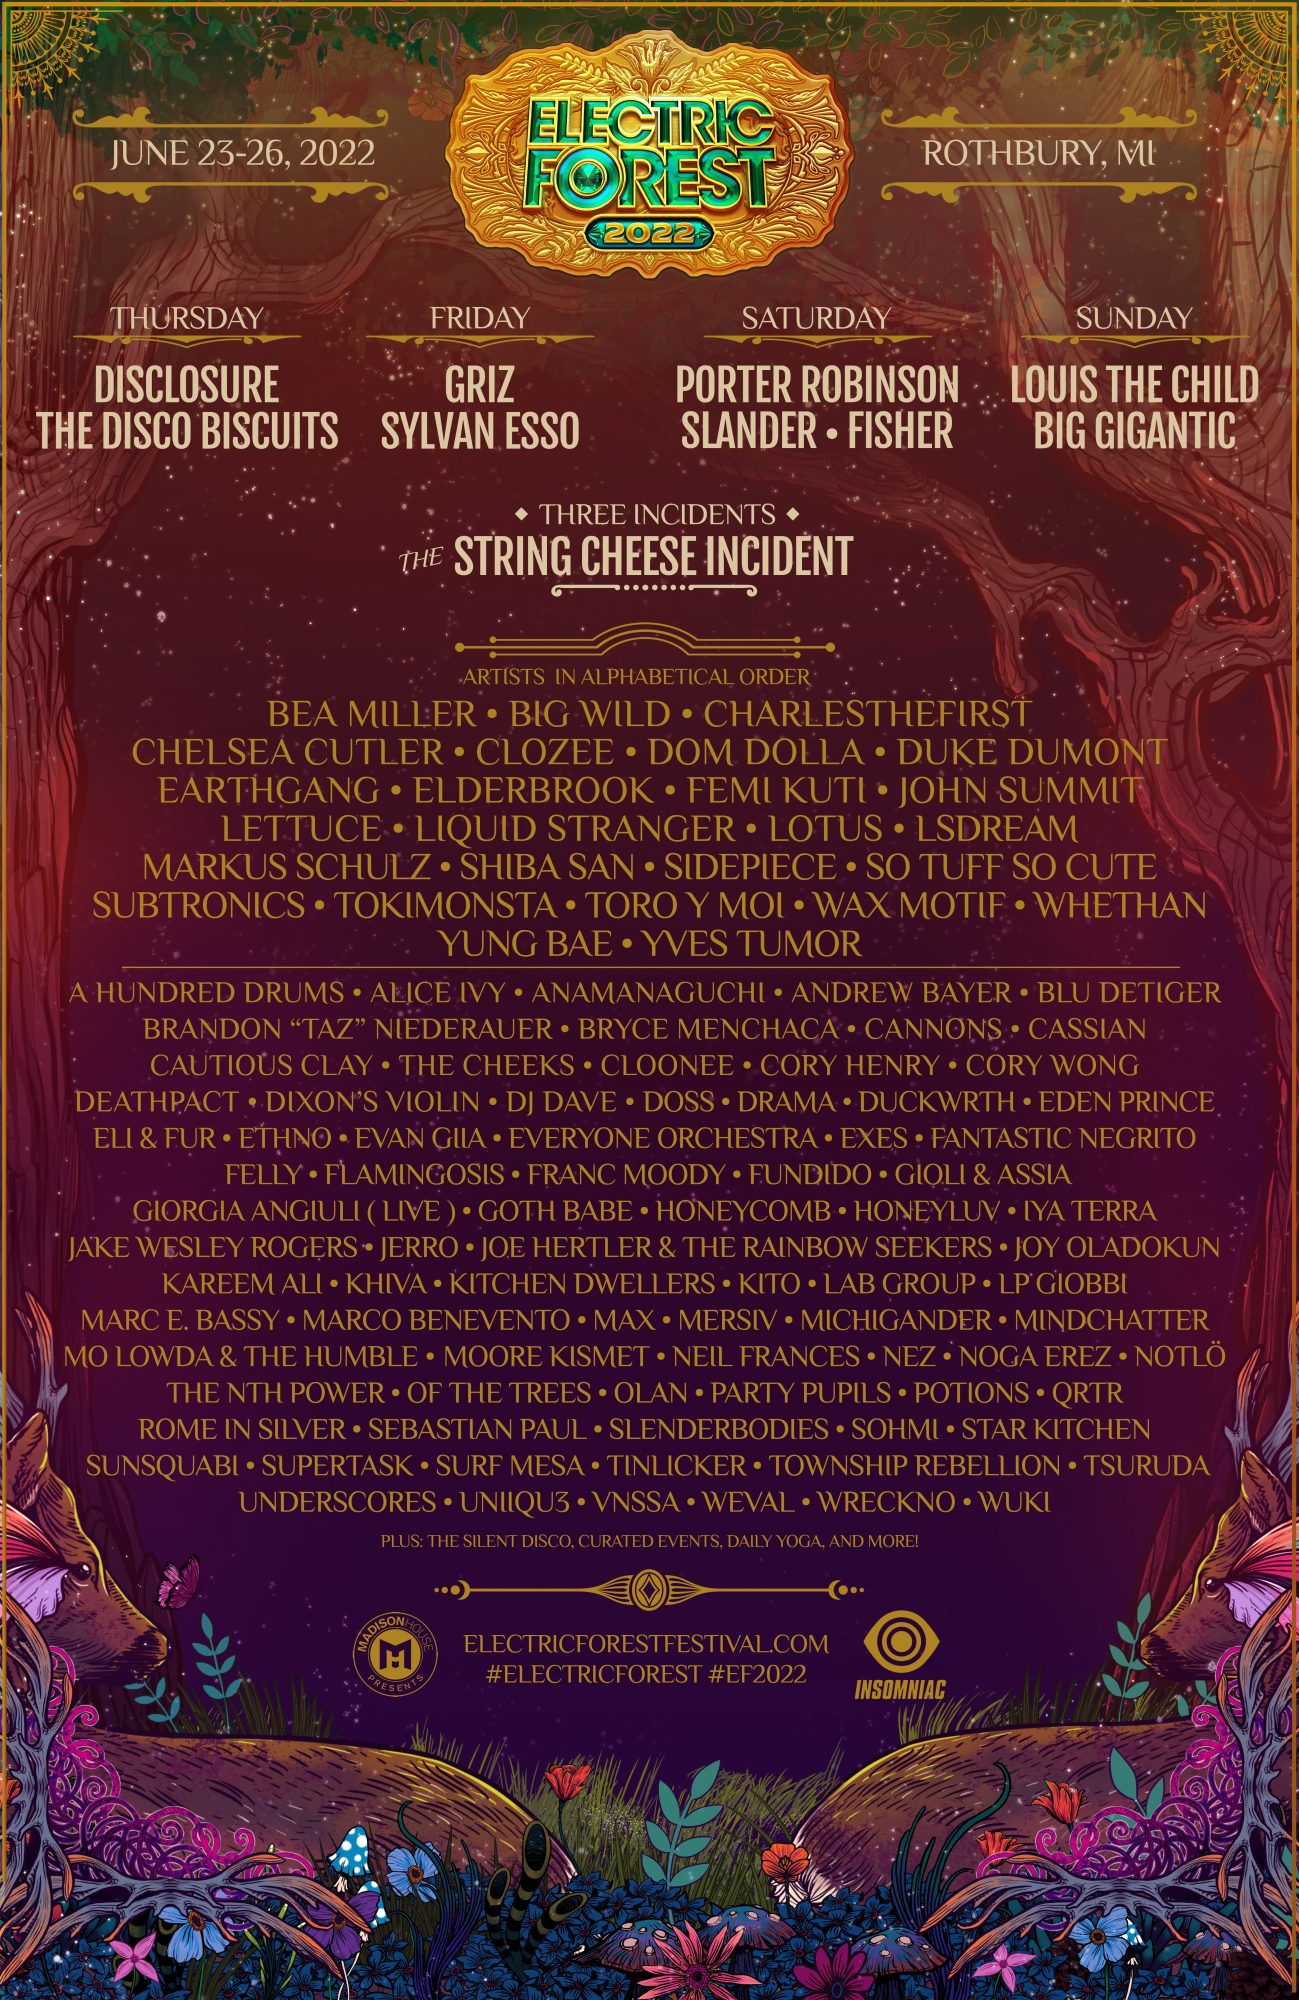 ELECTRIC
FOREST
2022
JUNE 23-26, 2022
ROTHBURY, MI
THURSDAY
DISCLOSURE
THE DISCO BISCUITS
FRIDAY
GRIZ
SYLVAN ESSO
SATURDAY
PORTER ROBINSON
SLANDER • FISHER
SUNDAY
LOUIS THE CHILD
BIG GIGANTIC
◆ THREE INCIDENTS ◆
THE STRING CHEESE INCIDENT
ARTISTS IN ALPHABETICAL ORDER
BEA MILLER • BIG WILD • CHARLESTHEFIRST
CHELSEA CUTLER • CLOZEE • DOM DOLLA • DUKE DUMONT
EARTHGANG • ELDERBROOK • FEMI KUTI • JOHN SUMMIT
LETTUCE • LIQUID STRANGER • LOTUS • LSDREAM
MARKUS SCHULZ • SHIBA SAN • SIDEPIECE • SO TUFF SO CUTE
SUBTRONICS • TOKIMONSTA • TORO Y MOI • WAX MOTIF • WHETHAN
YUNG BAE • YVES TUMOR
A HUNDRED DRUMS • ALICE IVY • ANAMANAGUCHI • ANDREW BAYER • BLU DETIGER
BRANDON “TAZ” NIEDERAUER • BRYCE MENCHACA • CANNONS • CASSIAN
CAUTIOUS CLAY • THE CHEEKS • CLOONEE • CORY HENRY • CORY WONG
DEATHPACT • DIXON’S VIOLIN • DJ DAVE • DOSS • DRAMA • DUCKWRTH • EDEN PRINCE
ELI & FUR • ETHNO • EVAN GIIA • EVERYONE ORCHESTRA • EXES • FANTASTIC NEGRITO
FELLY • FLAMINGOSIS • FRANC MOODY • FUNDIDO • GIOLI & ASSIA
GIORGIA ANGIULI ( LIVE ) • GOTH BABE • HONEYCOMB • HONEYLUV • IYA TERRA
JAKE WESLEY ROGERS • JERRO • JOE HERTLER & THE RAINBOW SEEKERS • JOY OLADOKUN
KAREEM ALI • KHIVA • KITCHEN DWELLERS • KITO • LAB GROUP • LP GIOBBI
MARC E. BASSY • MARCO BENEVENTO • MAX • MERSIV • MICHIGANDER • MINDCHATTER
MO LOWDA & THE HUMBLE • MOORE KISMET • NEIL FRANCES • NEZ • NOGA EREZ • NOTLÖ
THE NTH POWER • OF THE TREES • OLAN • PARTY PUPILS • POTIONS • QRTR
ROME IN SILVER • SEBASTIAN PAUL • SLENDERBODIES • SOHMI • STAR KITCHEN
SUNSQUABI • SUPERTASK • SURF MESA • TINLICKER • TOWNSHIP REBELLION • TSURUDA
UNDERSCORES • UNIIQU3 • VNSSA • WEVAL • WRECKNO • WUKI
PLUS: THE SILENT DISCO, CURATED EVENTS, DAILY YOGA, AND MORE!
MADISON HOUSE
M
PRESENTS
ELECTRICFORESTFESTIVAL.COM
#ELECTRICFOREST #EF2022
INSOMNIAC